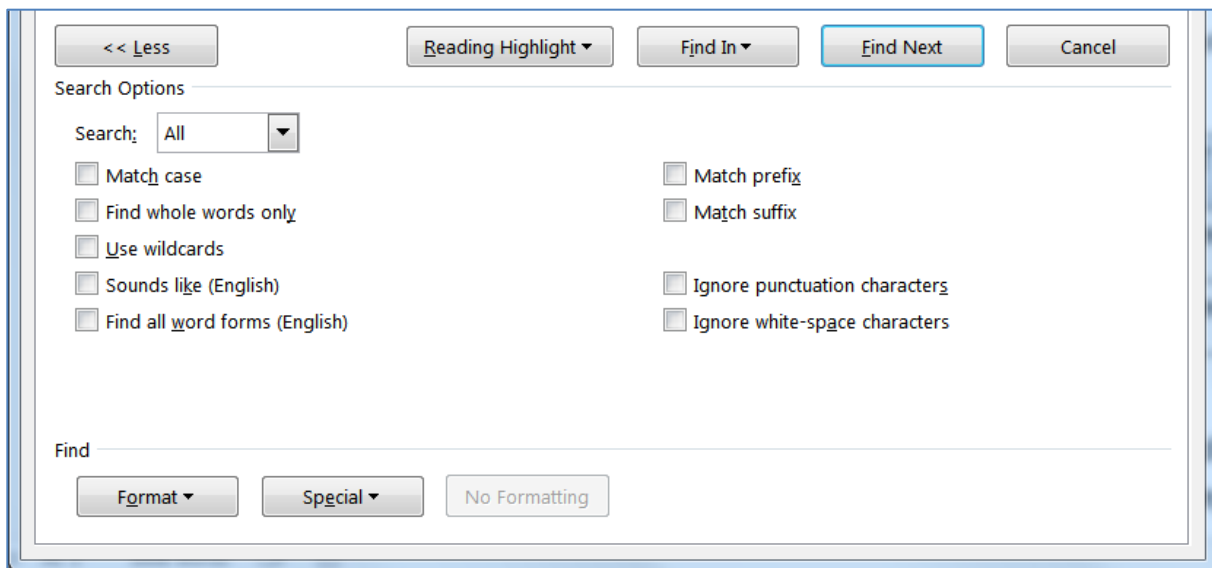 << Less Reading Highlight Find In Find Next Cancel
Search Options
Search: All
Match case Match prefix
Find whole words only Match suffix
Use wildcards
Sounds like (English) Ignore punctuation characters
Find all word forms (English) Ignore white-space characters
Find
Format Special No Formatting